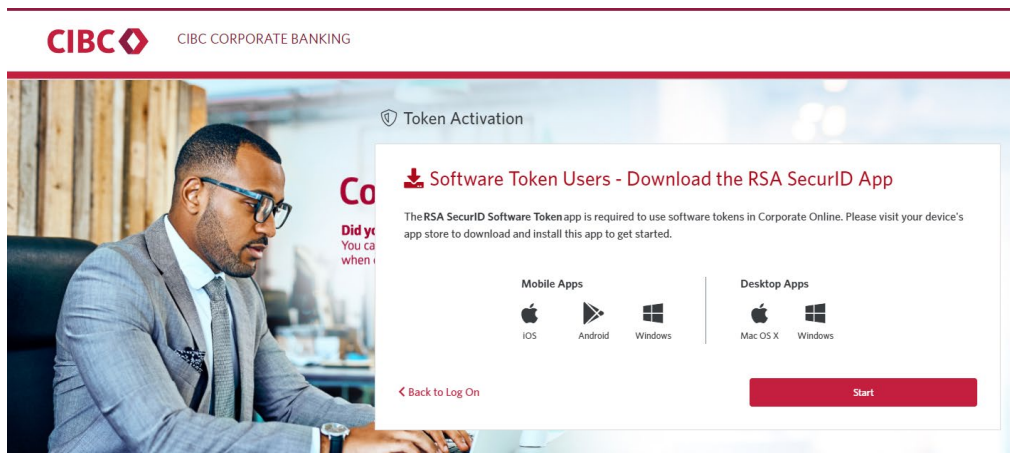 CIBC
CIBC CORPORATE BANKING
Token Activation
Co
Did yo
You ca
when
Software Token Users - Download the RSA SecurID App
The RSA SecurID Software Token app is required to use software tokens in Corporate Online. Please visit your device's
app store to download and install this app to get started.
Mobile Apps
Desktop Apps
iOS
Android
Windows
Mac OS X
Windows
Back to Log On
Start